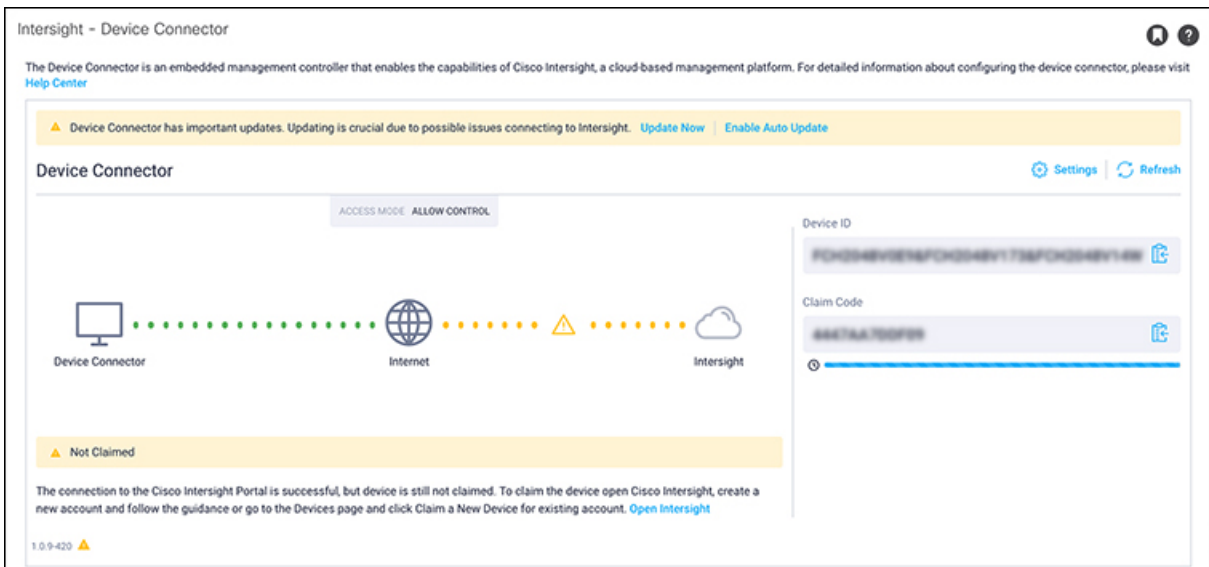 Intersight - Device Connector
The Device Connector is an embedded management controller that enables the capabilities of Cisco Intersight, a cloud-based management platform. For detailed information about configuring the device connector, please visit
Help Center
Device Connector has important updates. Updating is crucial due to possible issues connecting to Intersight. Update Now | Enable Auto Update
Device Connector
Settings | Refresh
ACCESS MODE ALLOW CONTROL
Device Connector
Internet
Intersight
Device ID
Claim Code
Not Claimed
The connection to the Cisco Intersight Portal is successful, but device is still not claimed. To claim the device open Cisco Intersight, create a
new account and follow the guidance or go to the Devices page and click Claim a New Device for existing account. Open Intersight
1.0.9-420